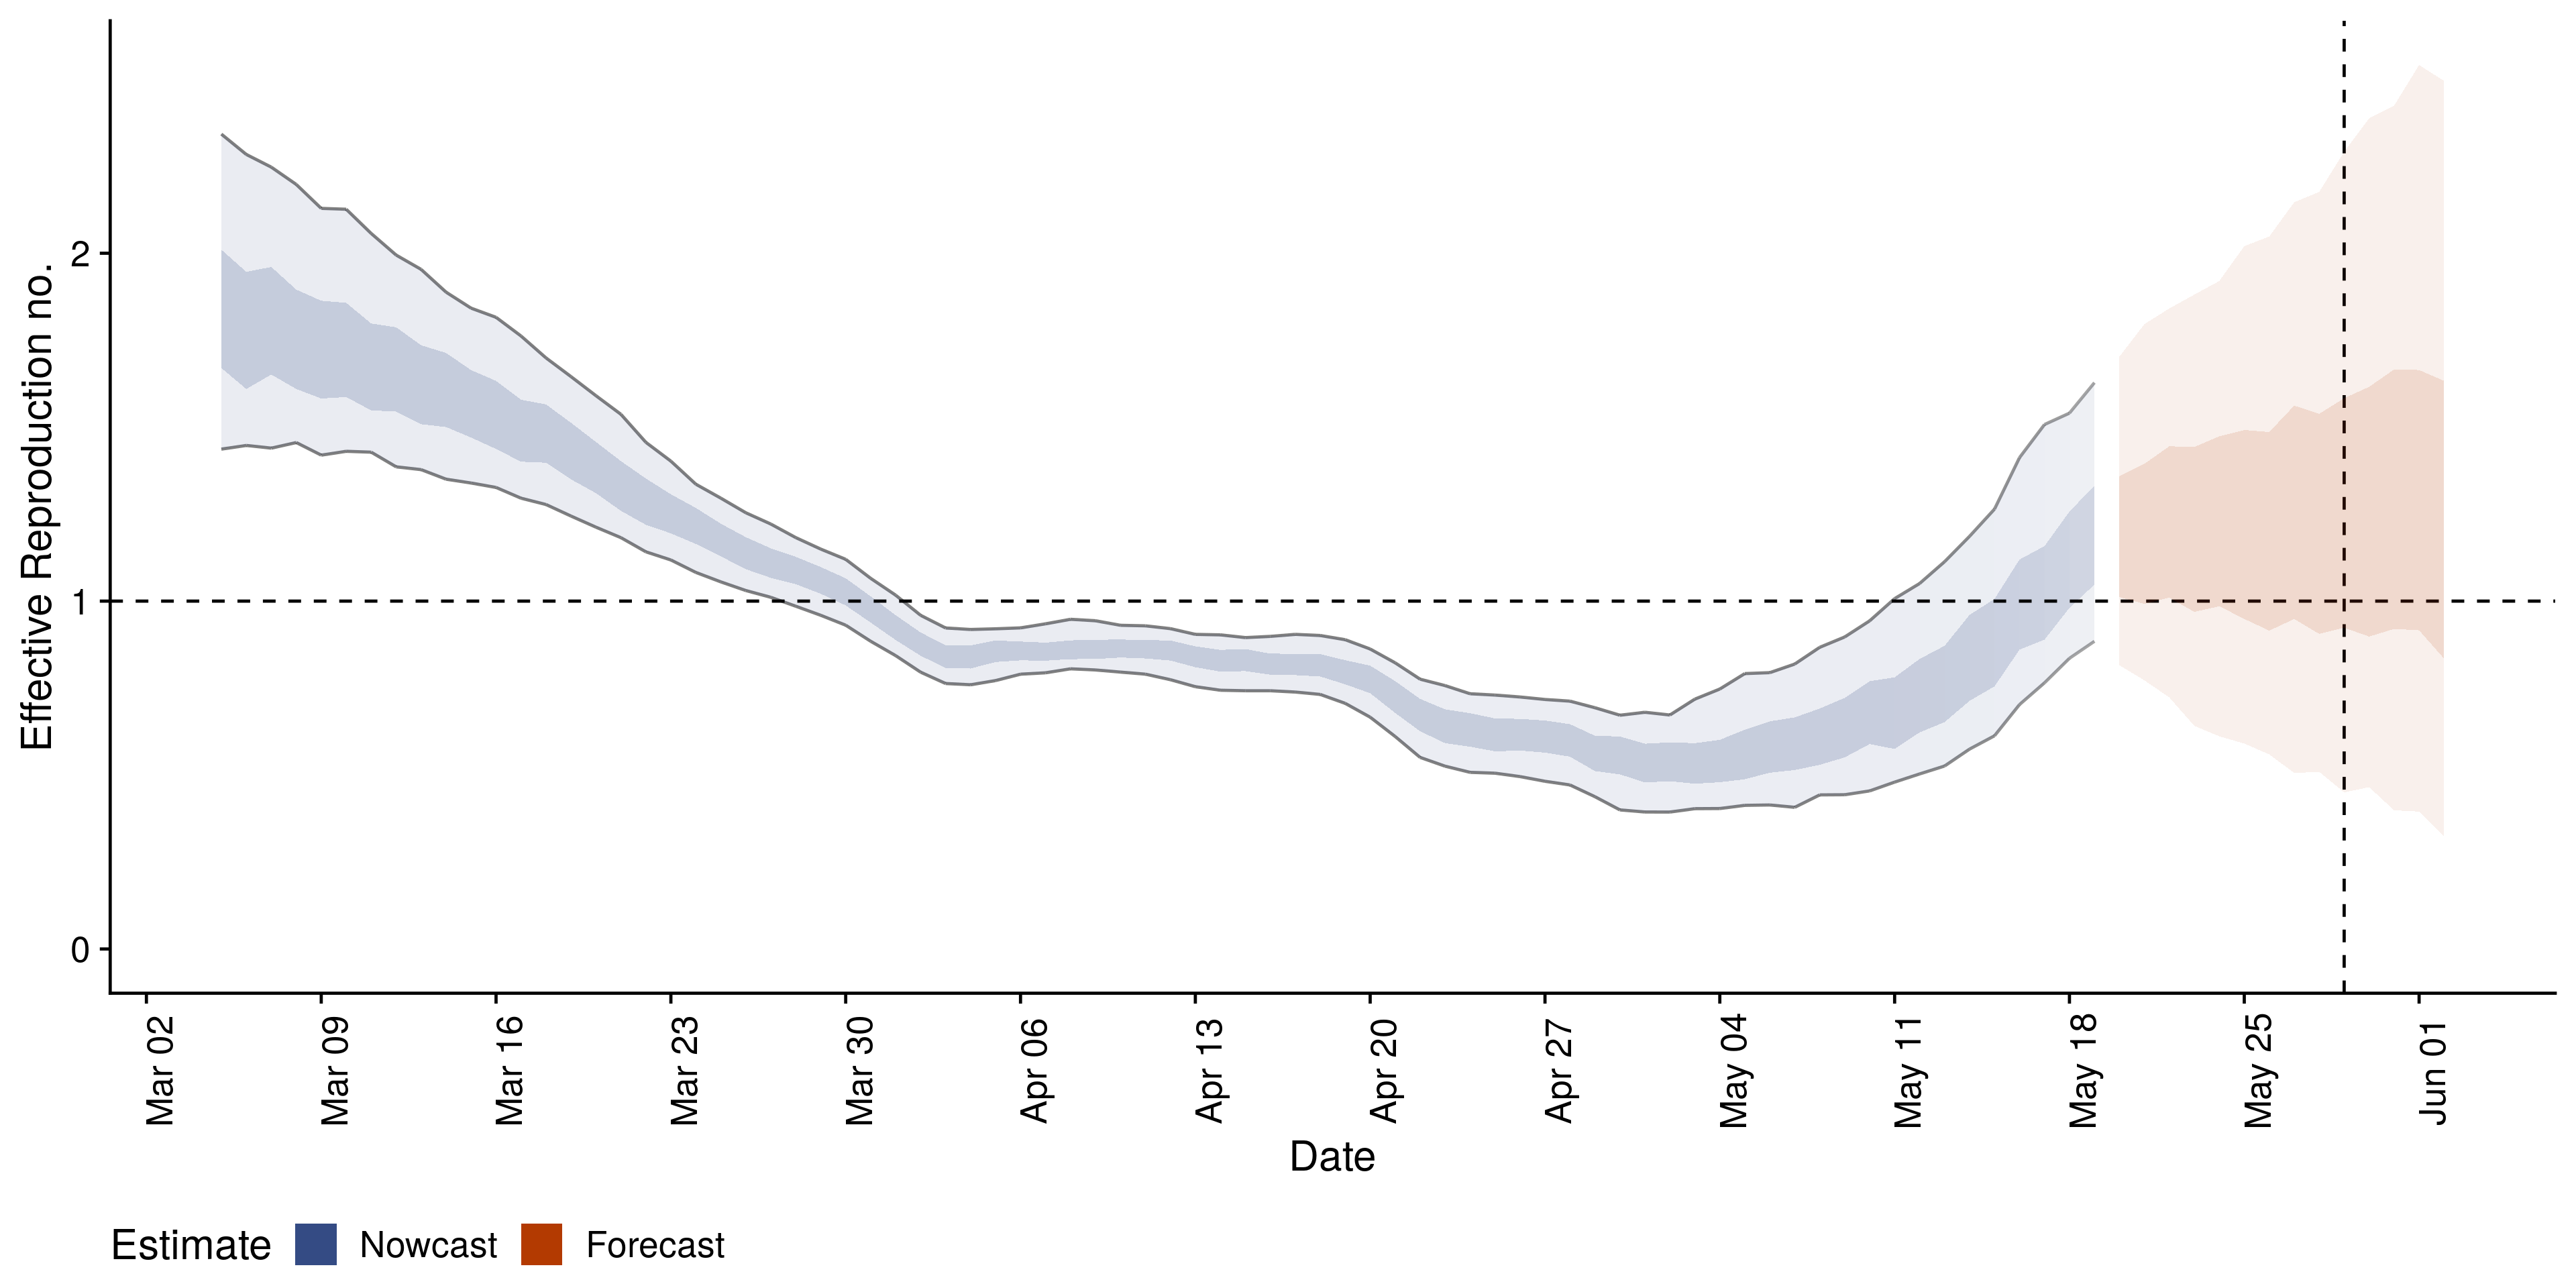 Effective Reproduction no.
2
1
0
Mar 02
Mar 09
Mar 16
Mar 23
Mar 30
Apr 06
Apr 13
Apr 20
Apr 27
May 04
May 11
May 18
May 25
Jun 01
Date
Estimate Nowcast Forecast